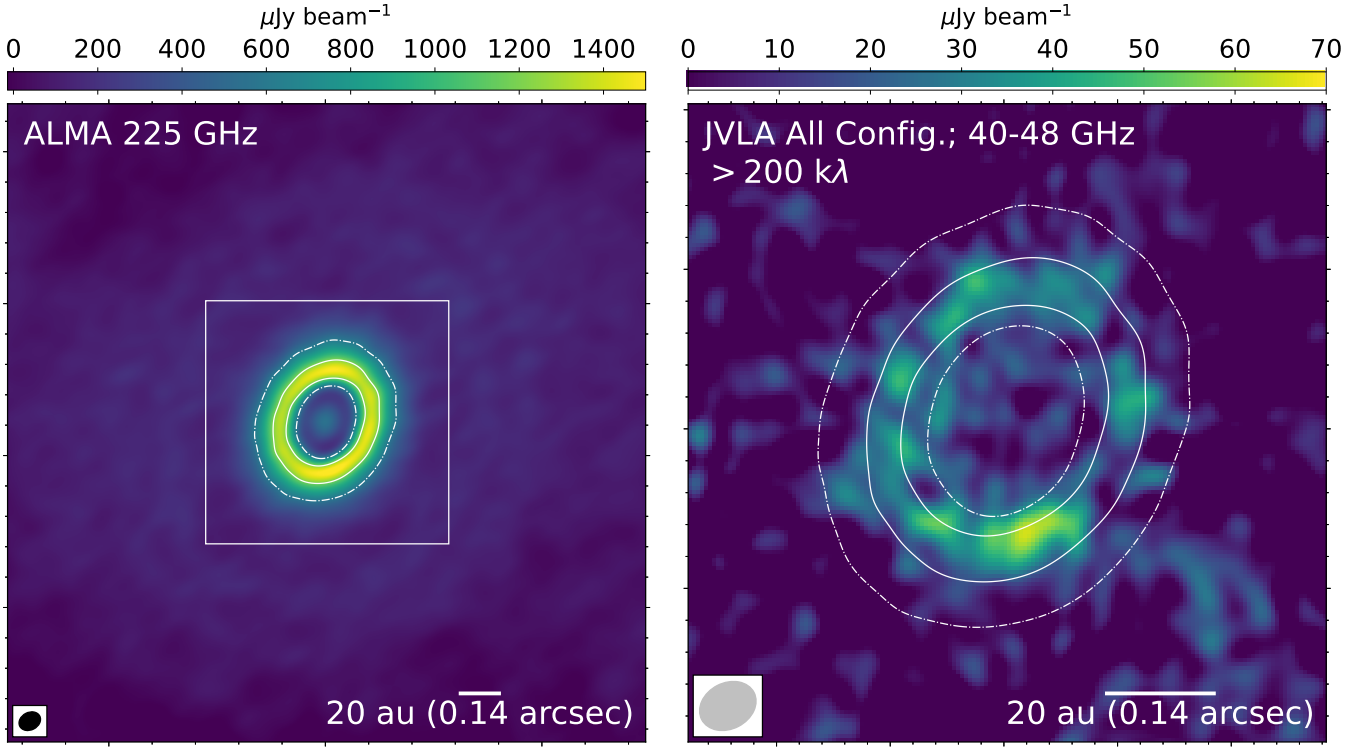 μJy beam⁻¹
0 200 400 600 800 1000 1200 1400
ALMA 225 GHz
20 au (0.14 arcsec)
μJy beam⁻¹
0 10 20 30 40 50 60 70
JVLA All Config.; 40-48 GHz
> 200 kλ
20 au (0.14 arcsec)